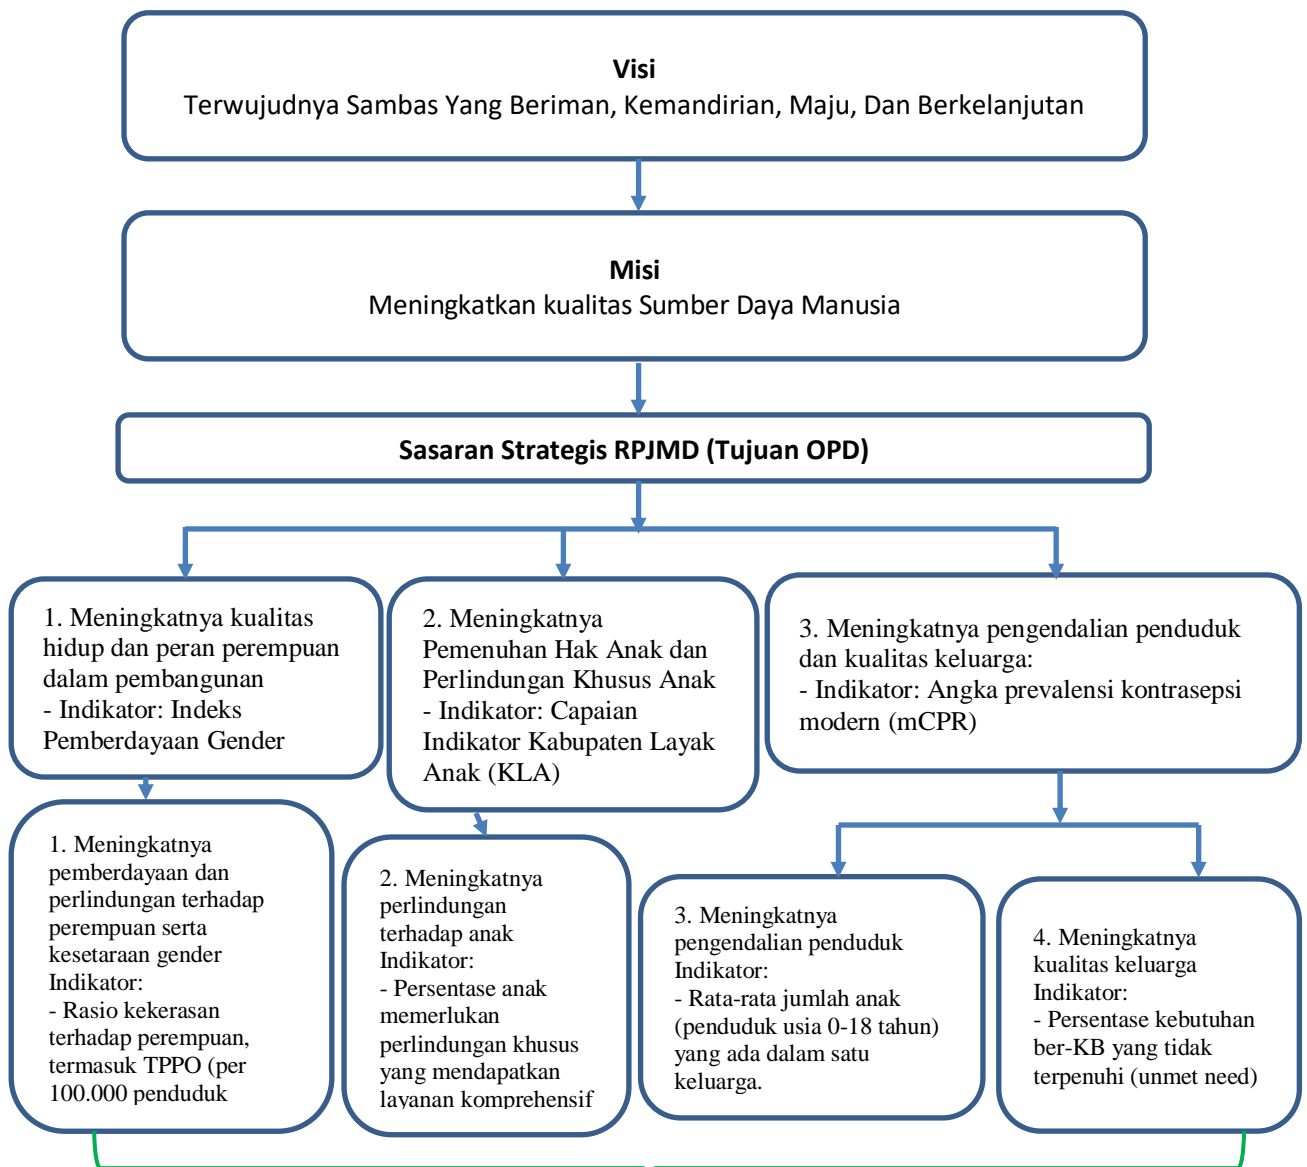 Visi
Terwujudnya Sambas Yang Beriman, Kemandirian, Maju, Dan Berkelanjutan
Misi
Meningkatkan kualitas Sumber Daya Manusia
Sasaran Strategis RPJMD (Tujuan OPD)
1. Meningkatnya kualitas
hidup dan peran perempuan
dalam pembangunan
- Indikator: Indeks
Pemberdayaan Gender
2. Meningkatnya
Pemenuhan Hak Anak dan
Perlindungan Khusus Anak
- Indikator: Capaian
Indikator Kabupaten Layak
Anak (KLA)
3. Meningkatnya pengendalian penduduk
dan kualitas keluarga:
- Indikator: Angka prevalensi kontrasepsi
modern (mCPR)
1. Meningkatnya
pemberdayaan dan
perlindungan terhadap
perempuan serta
kesetaraan gender
Indikator:
- Rasio kekerasan
terhadap perempuan,
termasuk TPPO (per
100.000 penduduk
2. Meningkatnya
perlindungan
terhadap anak
Indikator:
- Persentase anak
memerlukan
perlindungan khusus
yang mendapatkan
layanan komprehensif
3. Meningkatnya
pengendalian penduduk
Indikator:
- Rata-rata jumlah anak
(penduduk usia 0-18 tahun)
yang ada dalam satu
keluarga.
4. Meningkatnya
kualitas keluarga
Indikator:
- Persentase kebutuhan
ber-KB yang tidak
terpenuhi (unmet need)